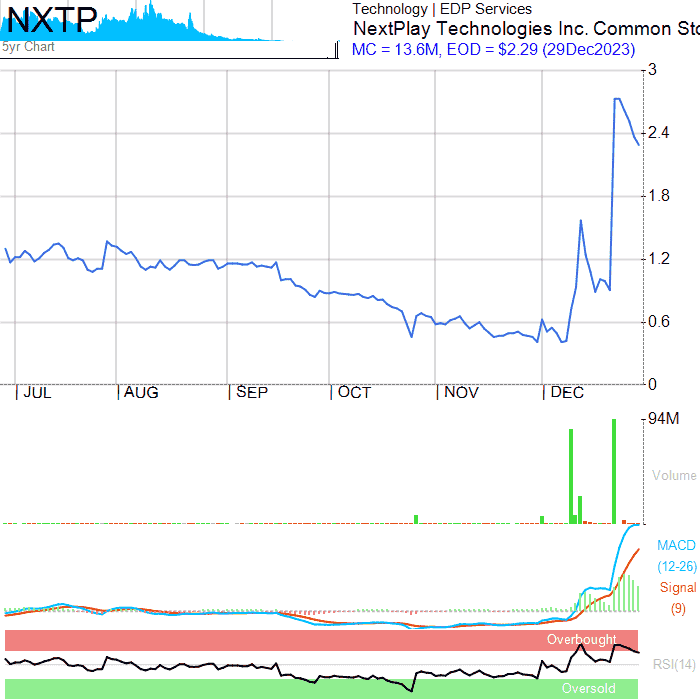 NXTP
5yr Chart
Technology | EDP Services
NextPlay Technologies Inc. Common Sto
MC = 13.6M, EOD = $2.29 (29Dec2023)
3
2.4
1.8
1.2
0.6
0
JUL
AUG
SEP
OCT
NOV
DEC
94M
Volume
MACD
(12-26)
Signal
(9)
Overbought
RSI(14)
Oversold